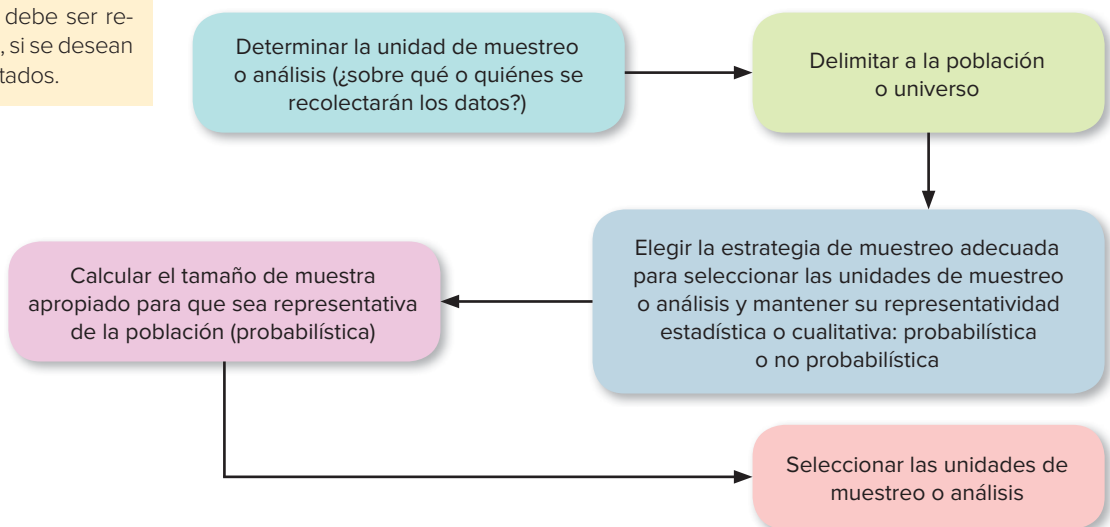 debe ser re-
, si se desean
tados.
Determinar la unidad de muestreo
o análisis (¿sobre qué o quiénes se
recolectarán los datos?)
Delimitar a la población
o universo
Elegir la estrategia de muestreo adecuada
para seleccionar las unidades de muestreo
o análisis y mantener su representatividad
estadística o cualitativa: probabilística
o no probabilística
Calcular el tamaño de muestra
apropiado para que sea representativa
de la población (probabilística)
Seleccionar las unidades de
muestreo o análisis